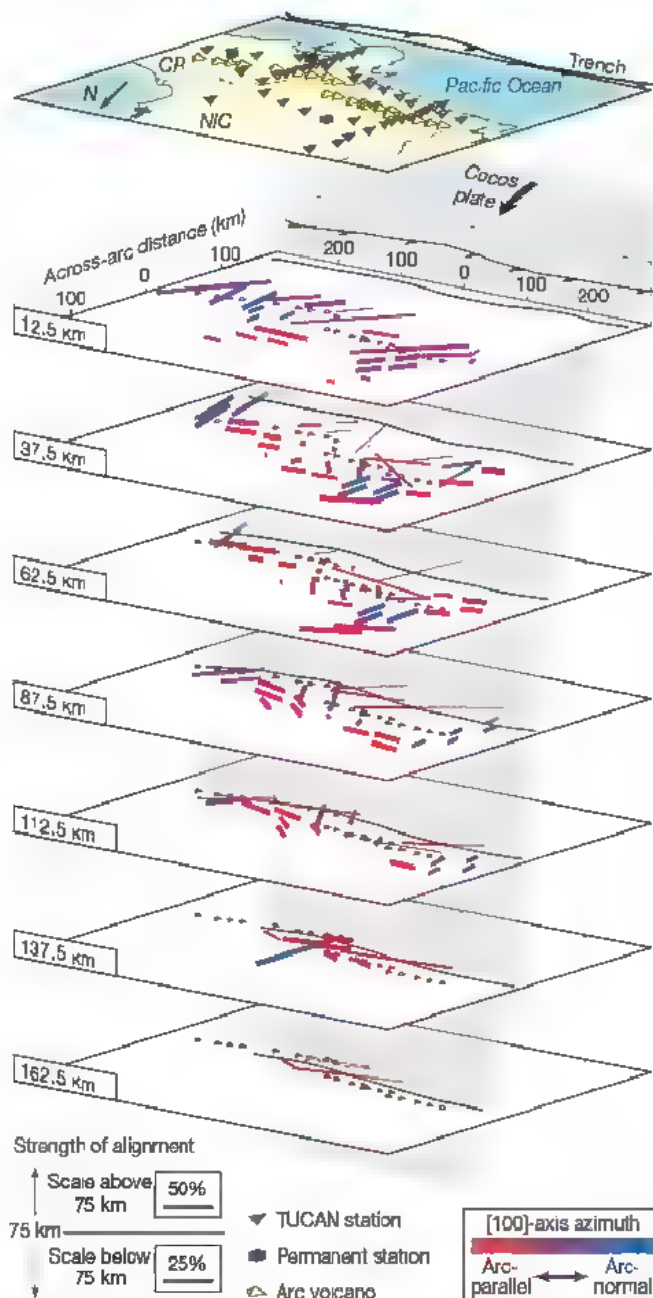 Trench
CR
Pacific Ocean
N
NIC
Cocos
plate
Across-arc distance (km)
100 0 100 200 100 0 100 200
12.5 km
37.5 km
62.5 km
87.5 km
112.5 km
137.5 km
162.5 km
Strength of alignment
Scale above
75 km
50%
75 km
Scale below
75 km
25%
TUCAN station
Permanent station
Arc volcano
[100]-axis azimuth
Arc-
parallel
Arc-
normal